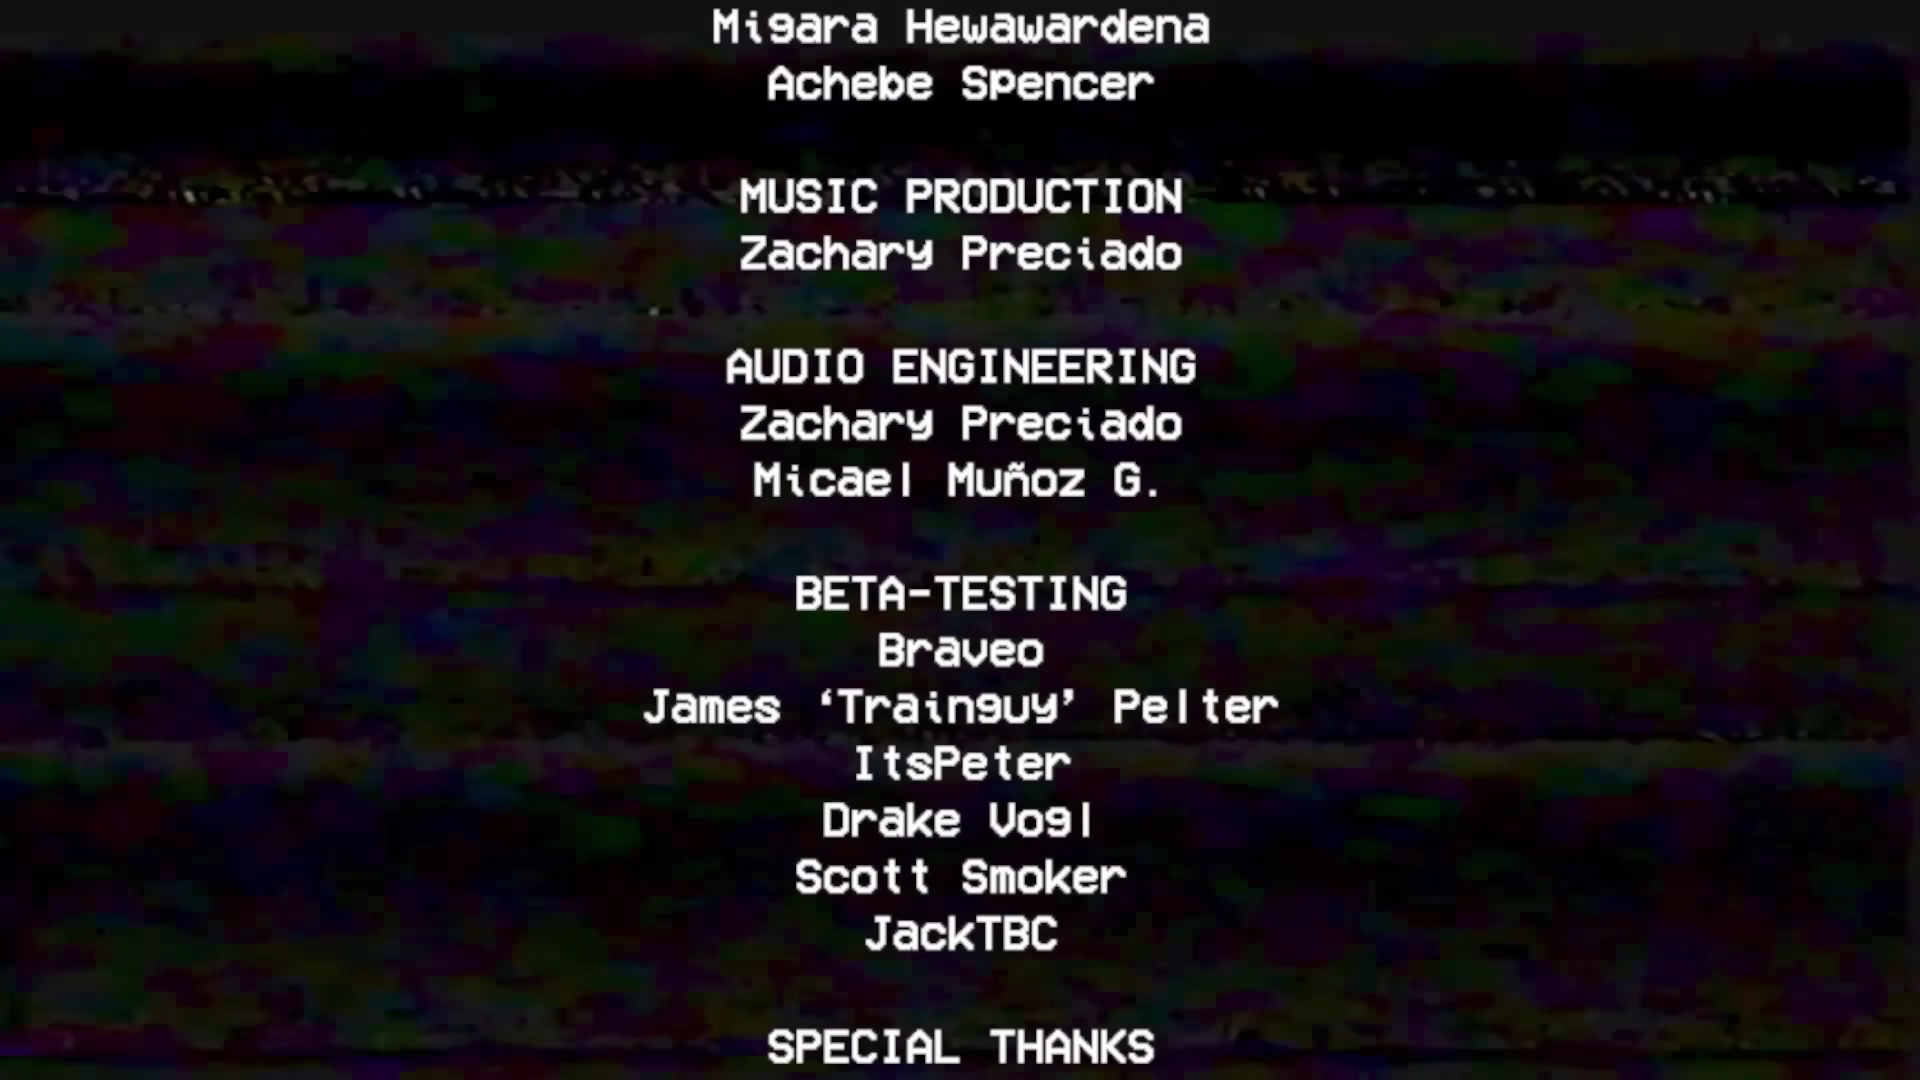 Migara Hewawardena
Achebe Spencer
MUSIC PRODUCTION
Zachary Preciado
AUDIO ENGINEERING
Zachary Preciado
Micael Muñoz G.
BETA-TESTING
Braveo
James ‘Trainguy’ Pelter
ItsPeter
Drake Vogl
Scott Smoker
JackTBC
SPECIAL THANKS